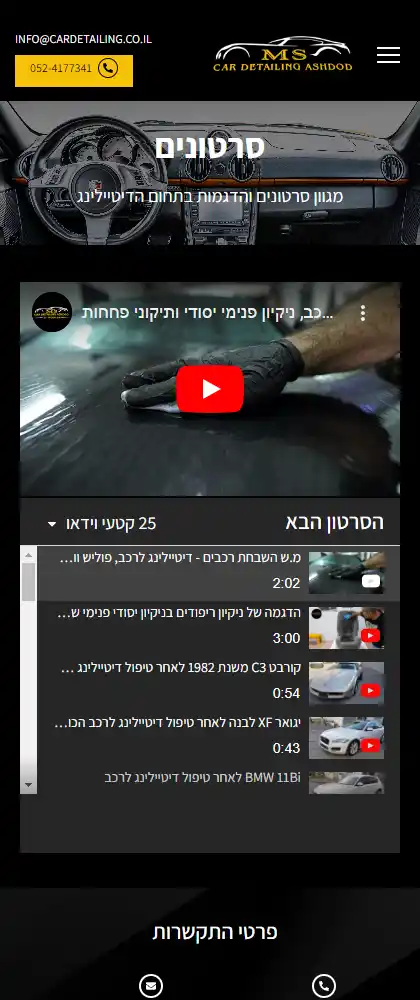 INFO@CARDETAILING.CO.IL
052-4177341
MS
CAR DETAILING ASHDOD
סרטונים
מגוון סרטונים והדגמות בתחום הדיטיילינג
כב, ניקיון פנימי יסודי ותיקוני פחחות...
הסרטון הבא
25 קטעי וידאו
מ.ש השבחת רכבים - דיטיילינג לרכב, פוליש וו...
2:02
הדגמה של ניקיון ריפודים בניקיון יסודי פנימי ש...
3:00
קורבט C3 משנת 1982 לאחר טיפול דיטיילינג ...
0:54
יגואר XF לבנה לאחר טיפול דיטיילינג לרכב הכו...
0:43
BMW 11Bi לאחר טיפול דיטיילינג לרכב
פרטי התקשרות